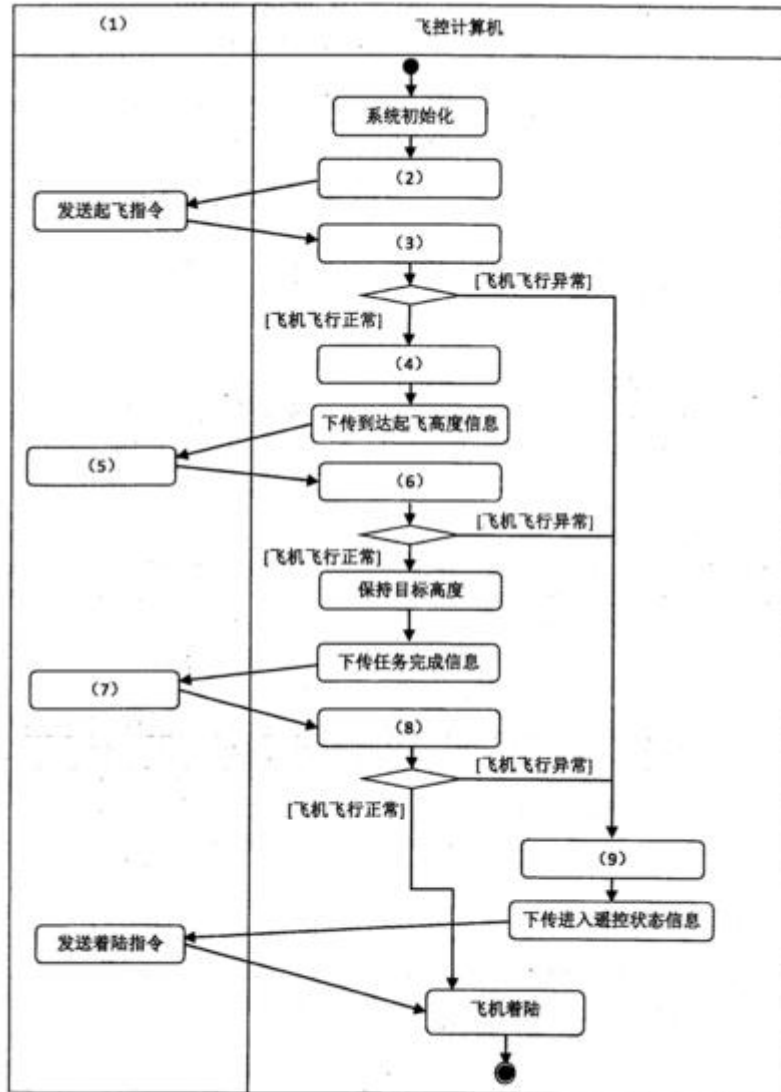 （1）
飞控计算机
系统初始化
（2）
发送起飞指令
（3）
[飞机飞行异常]
[飞机飞行正常]
（4）
下传到达起飞高度信息
（5）
（6）
[飞机飞行异常]
[飞机飞行正常]
保持目标高度
下传任务完成信息
（7）
（8）
[飞机飞行异常]
[飞机飞行正常]
（9）
下传进入遥控状态信息
发送着陆指令
飞机着陆